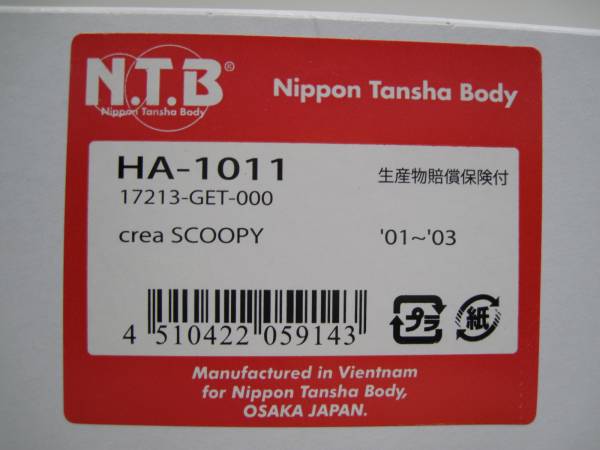 N.T.B®
Nippon Tansha Body
Nippon Tansha Body
HA-1011
生産物賠償保険付
17213-GET-000
crea SCOOPY '01~'03
4 510422 059143
プラ
紙
Manufactured in Vientnam
for Nippon Tansha Body,
OSAKA JAPAN.